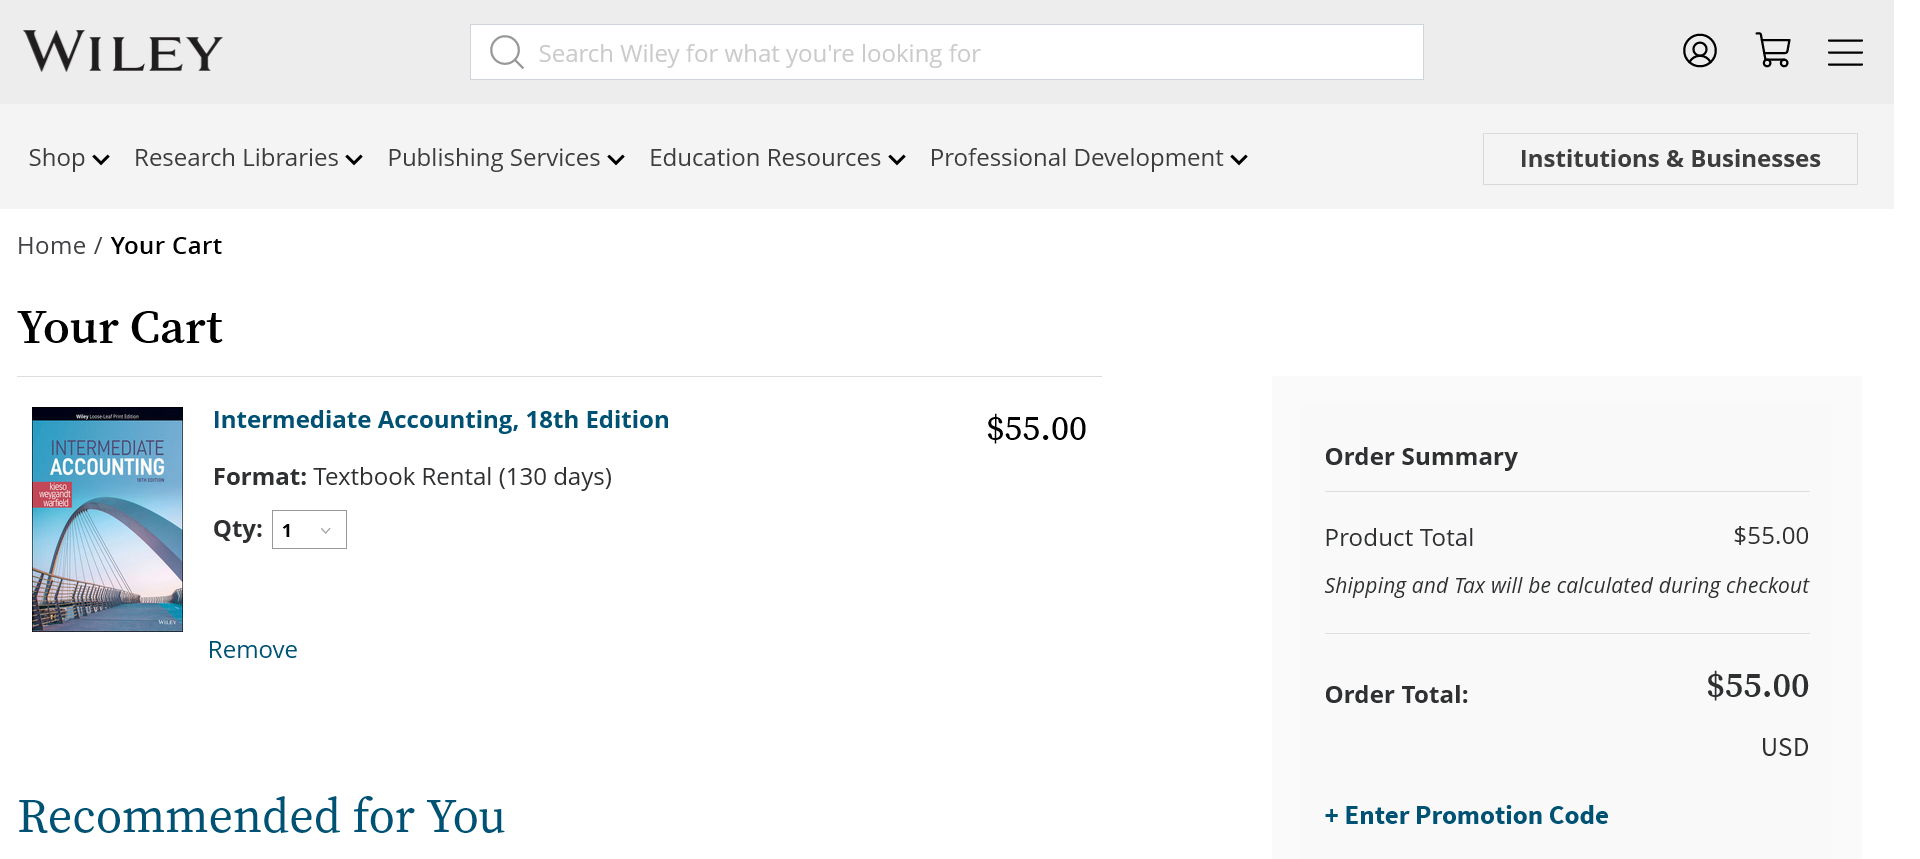 WILEY
Search Wiley for what you're looking for
Shop Research Libraries Publishing Services Education Resources Professional Development Institutions & Businesses
Home / Your Cart
Your Cart
Wiley Loose-Leaf Print Edition
INTERMEDIATE
ACCOUNTING
18TH EDITION
kieso
weygandt
warfield
WILEY
Intermediate Accounting, 18th Edition
$55.00
Format: Textbook Rental (130 days)
Qty: 1
Remove
Order Summary
Product Total $55.00
Shipping and Tax will be calculated during checkout
Order Total: $55.00
USD
+ Enter Promotion Code
Recommended for You